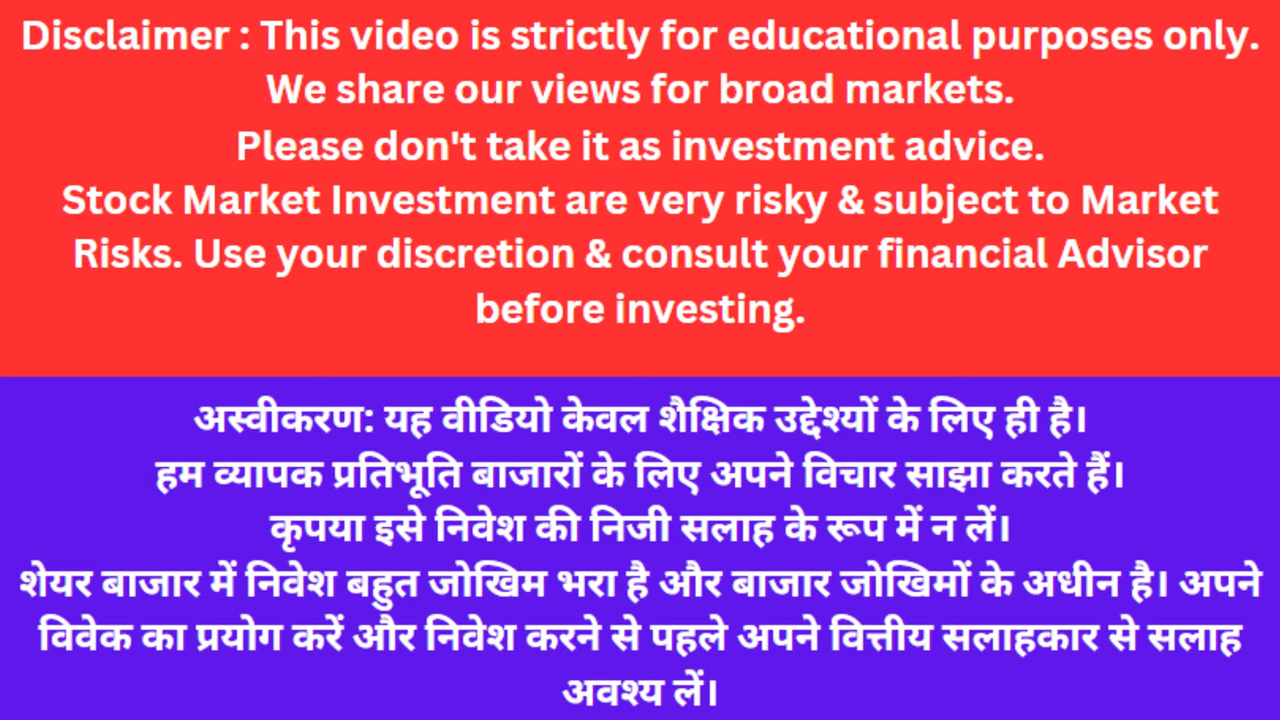 Disclaimer : This video is strictly for educational purposes only.
We share our views for broad markets.
Please don't take it as investment advice.
Stock Market Investment are very risky & subject to Market
Risks. Use your discretion & consult your financial Advisor
before investing.
अस्वीकरण: यह वीडियो केवल शैक्षिक उद्देश्यों के लिए ही है।
हम व्यापक प्रतिभूति बाजारों के लिए अपने विचार साझा करते हैं।
कृपया इसे निवेश की निजी सलाह के रूप में न लें।
शेयर बाजार में निवेश बहुत जोखिम भरा है और बाजार जोखिमों के अधीन है। अपने
विवेक का प्रयोग करें और निवेश करने से पहले अपने वित्तीय सलाहकार से सलाह
अवश्य लें।